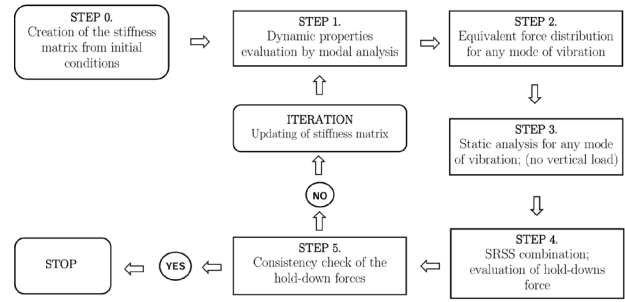 STEP 0.
Creation of the stiffness
matrix from initial
conditions
STEP 1.
Dynamic properties
evaluation by modal analysis
STEP 2.
Equivalent force distribution
for any mode of vibration
ITERATION
Updating of stiffness matrix
STEP 3.
Static analysis for any mode
of vibration; (no vertical load)
NO
STEP 4.
SRSS combination;
evaluation of hold-downs
force
STEP 5.
Consistency check of the
hold-down forces
YES
STOP